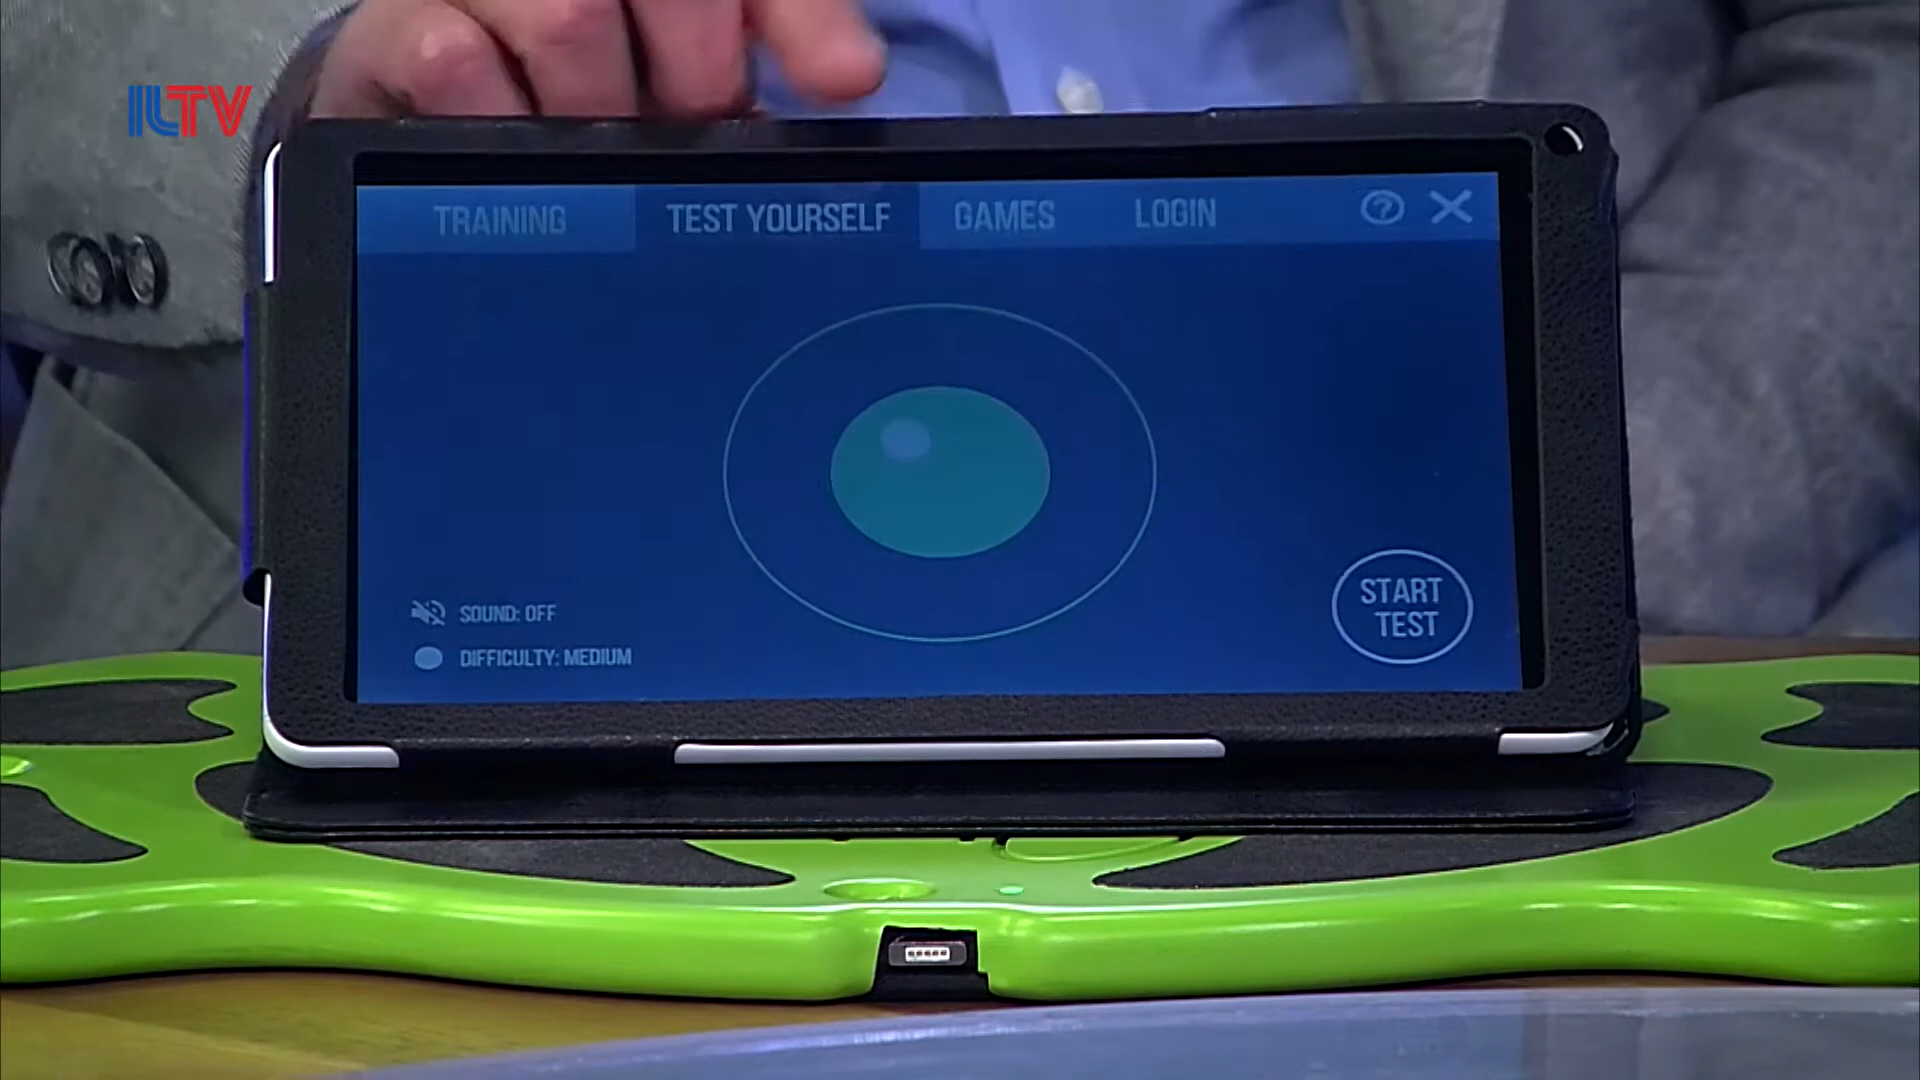 ILTV
TRAINING TEST YOURSELF GAMES LOGIN ?
SOUND: OFF
DIFFICULTY: MEDIUM
START
TEST